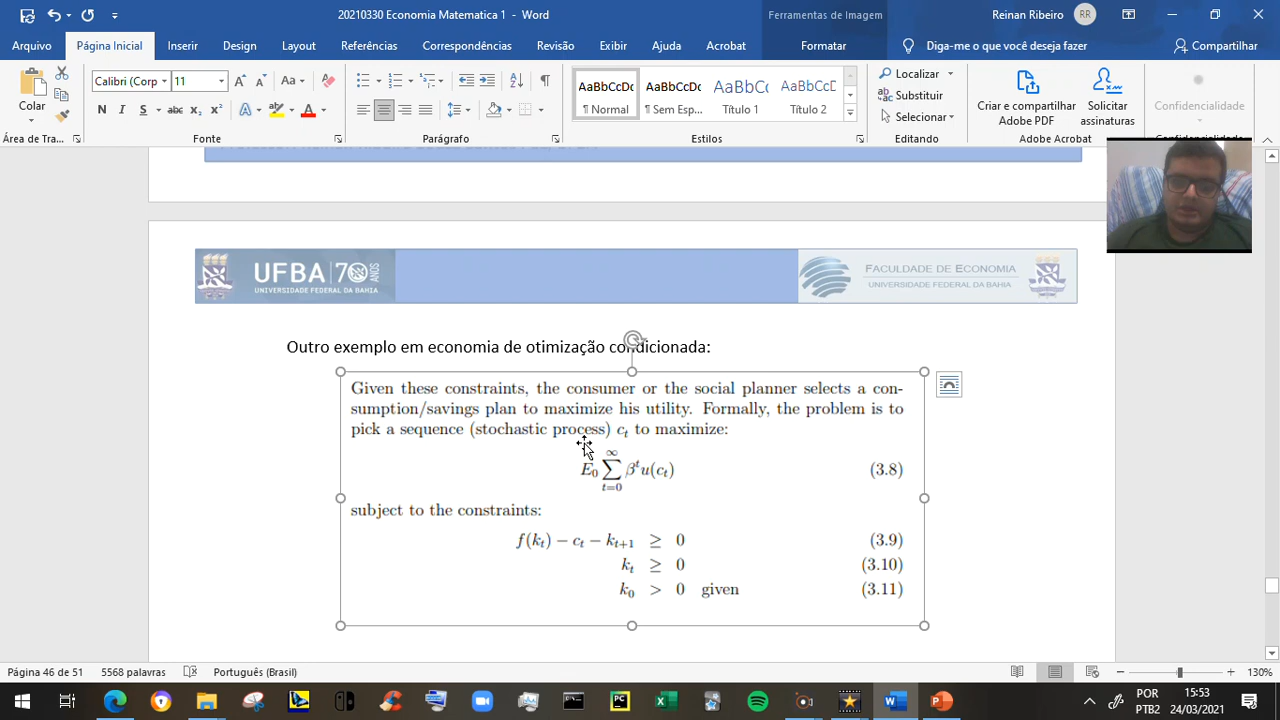 20210330 Economia Matematica 1 - Word
Ferramentas de Imagem
Reinan Ribeiro
RR
Arquivo
Página Inicial
Inserir
Design
Layout
Referências
Correspondências
Revisão
Exibir
Ajuda
Acrobat
Formatar
Diga-me o que você deseja fazer
Compartilhar
Colar
Calibri (Corp
11
Área de Tra...
Fonte
Parágrafo
AaBbCcDc
AaBbCcDc
AaBbCc
AaBbCcC
¶ Normal
¶ Sem Esp...
Título 1
Título 2
Estilos
Localizar
Substituir
Selecionar
Editando
Criar e compartilhar
Adobe PDF
Solicitar
assinaturas
Adobe Acrobat
Confidencialidade
UFBA 70 ANOS
UNIVERSIDADE FEDERAL DA BAHIA
FACULDADE DE ECONOMIA
UNIVERSIDADE FEDERAL DA BAHIA
Outro exemplo em economia de otimização condicionada:
Given these constraints, the consumer or the social planner selects a con-
sumption/savings plan to maximize his utility. Formally, the problem is to
pick a sequence (stochastic process) c_t to maximize:
E_0 ∑_{t=0}^{∞} β^t u(c_t) (3.8)
subject to the constraints:
f(k_t) − c_t − k_{t+1} ≥ 0 (3.9)
k_t ≥ 0 (3.10)
k_0 > 0 given (3.11)
Página 46 de 51
5568 palavras
Português (Brasil)
130%
POR
PTB2
15:53
24/03/2021